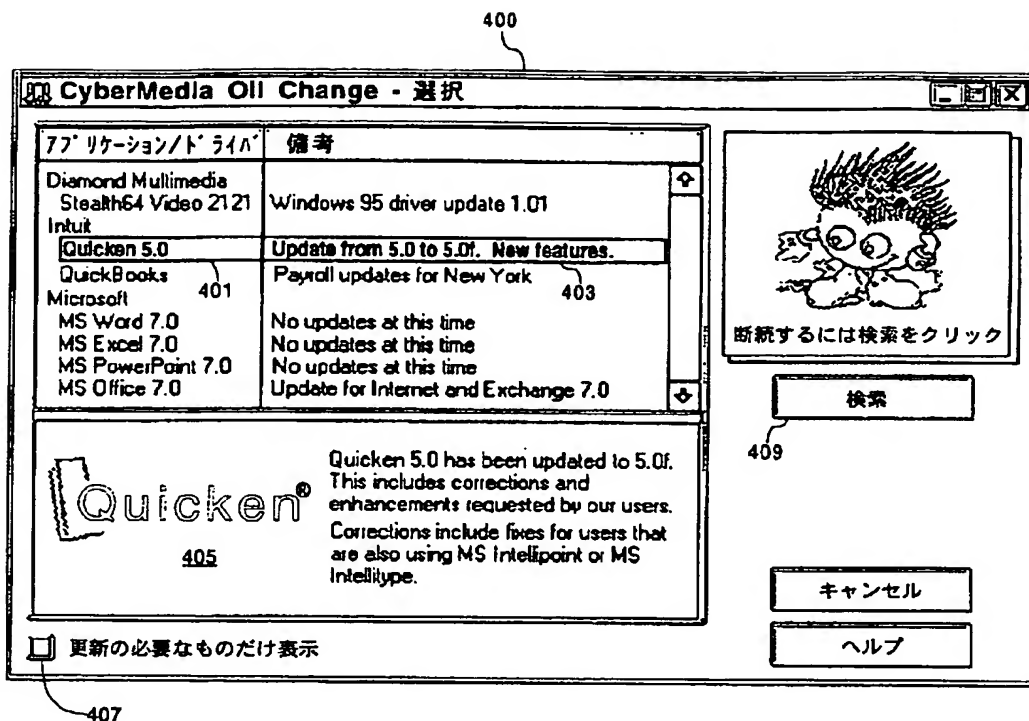 400
CyberMedia Oil Change - 選択
アプリケーション/ドライバ 備考
Diamond Multimedia
Stealth64 Video 2121 Windows 95 driver update 1.01
Intuit
Quicken 5.0 Update from 5.0 to 5.0f. New features.
QuickBooks Payroll updates for New York
401 403
Microsoft
MS Word 7.0 No updates at this time
MS Excel 7.0 No updates at this time
MS PowerPoint 7.0 No updates at this time
MS Office 7.0 Update for Internet and Exchange 7.0
断続するには検索をクリック
検索
409
Quicken®
405
Quicken 5.0 has been updated to 5.0f.
This includes corrections and
enhancements requested by our users.
Corrections include fixes for users that
are also using MS Intellipoint or MS
Intellitype.
キャンセル
ヘルプ
更新の必要なものだけ表示
407